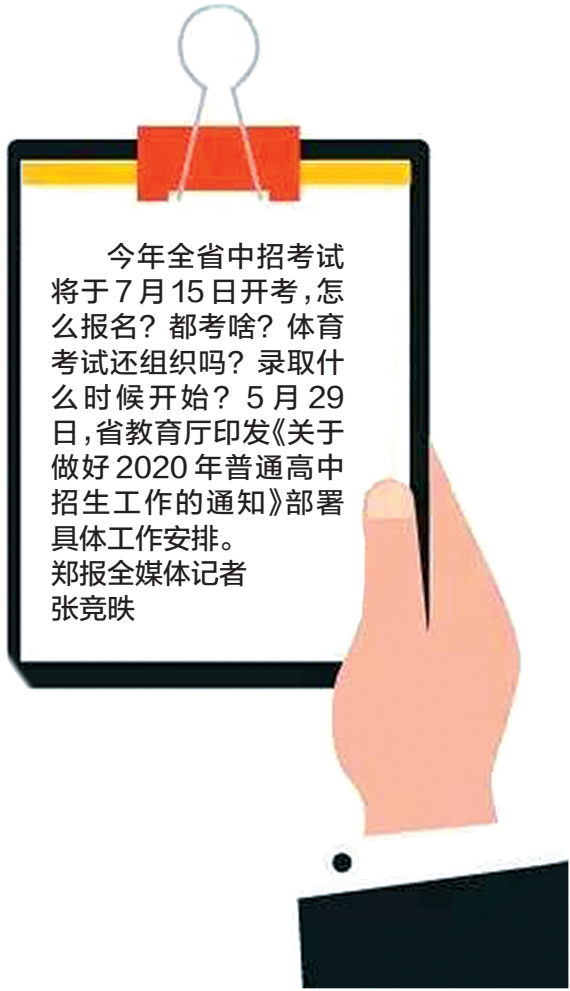 今年全省中招考试
将于7月15日开考，怎
么报名？都考啥？体育
考试还组织吗？录取什
么时候开始？5月29
日，省教育厅印发《关于
做好2020年普通高中
招生工作的通知》部署
具体工作安排。
郑报全媒体记者
张竞昳